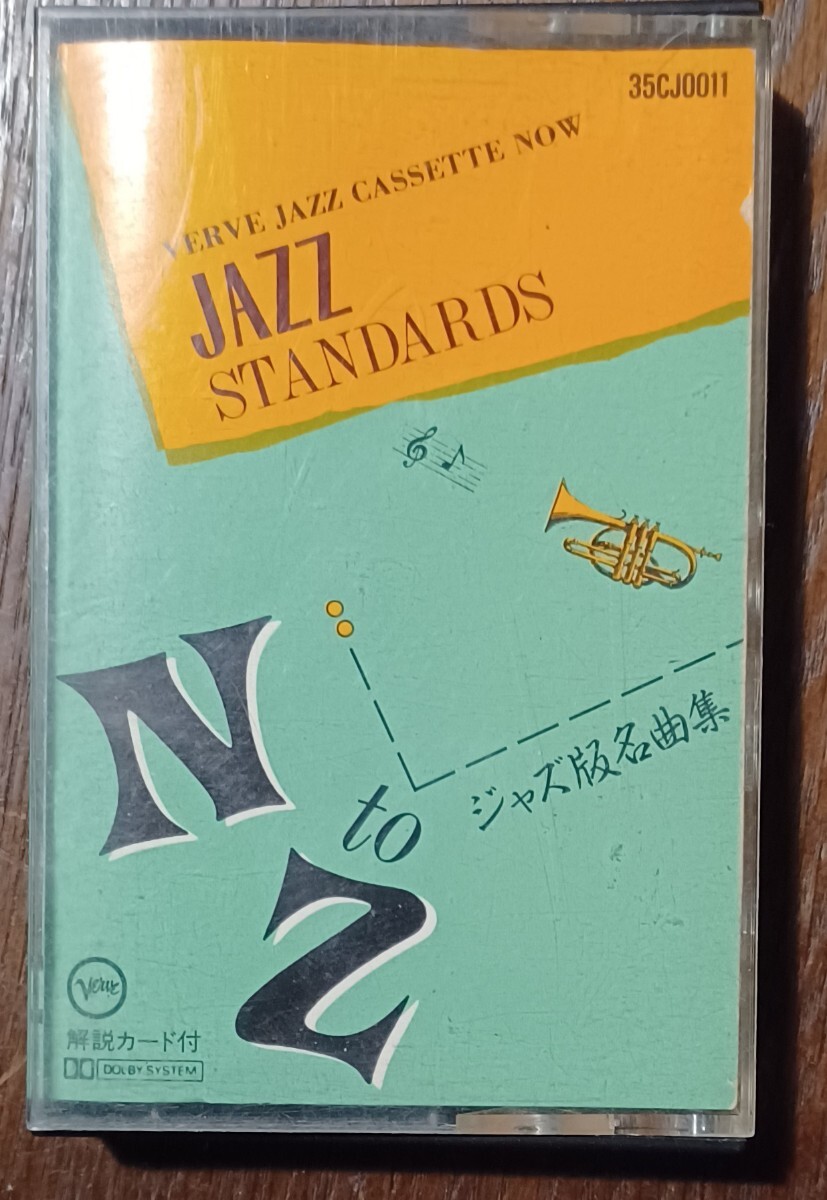 35CJ0011
VERVE JAZZ CASSETTE NOW
JAZZ
STANDARDS
N
to
Z
ジャズ版名曲集
Verve
解説カード付
DOLBY SYSTEM